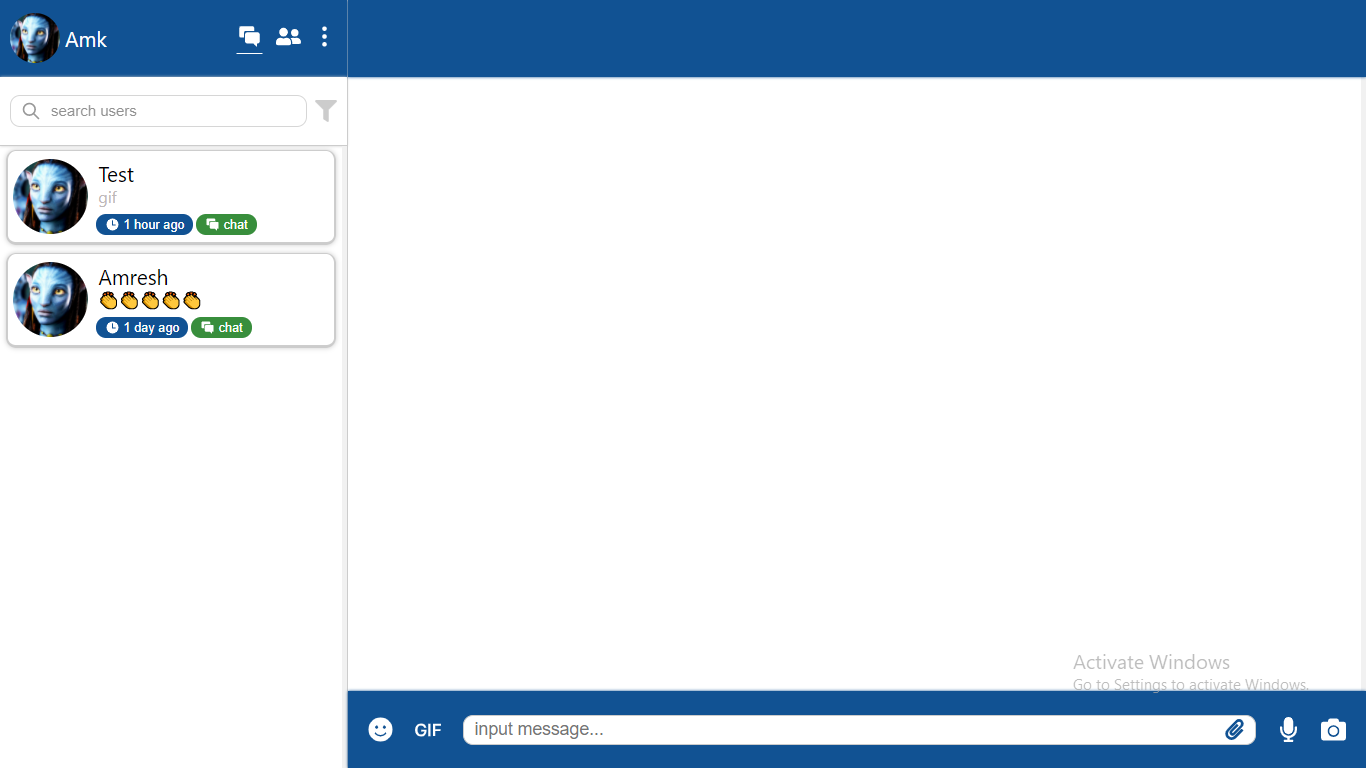 Amk
search users
Test
gif
1 hour ago chat
Amresh
👏👏👏👏👏
1 day ago chat
Activate Windows
Go to Settings to activate Windows.
GIF input message...